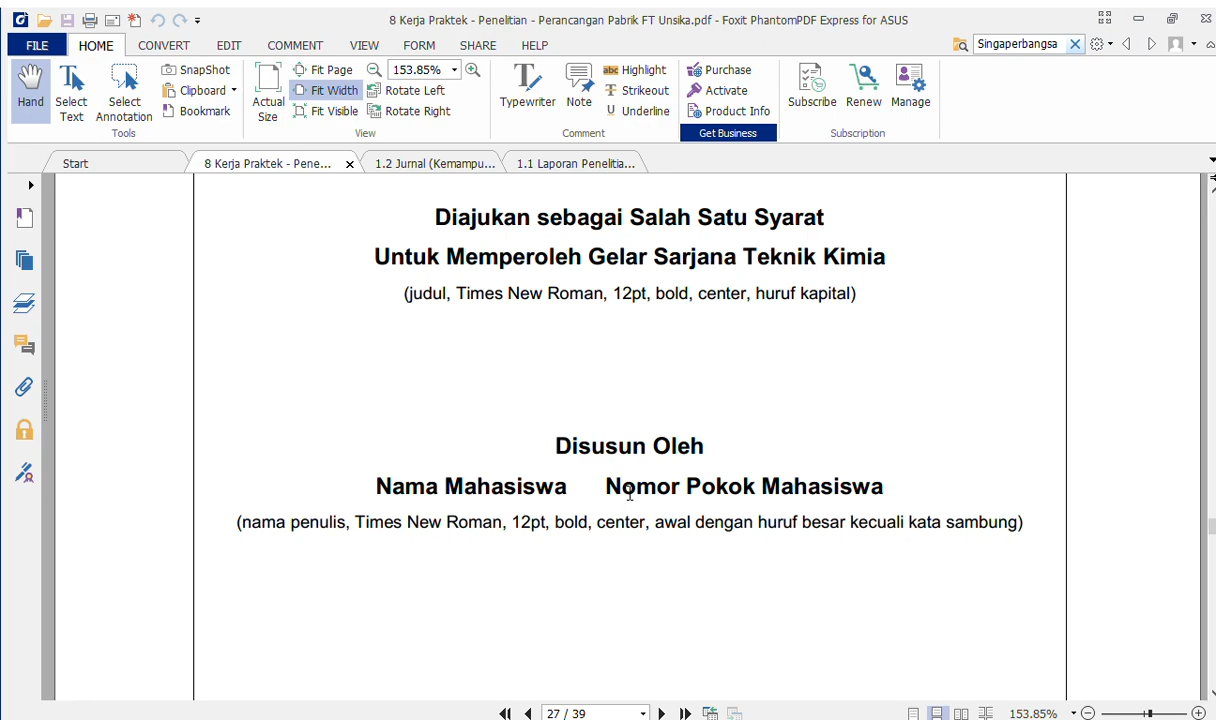 8 Kerja Praktek - Penelitian - Perancangan Pabrik FT Unsika.pdf - Foxit PhantomPDF Express for ASUS
FILE HOME CONVERT EDIT COMMENT VIEW FORM SHARE HELP Singaperbangsa
Hand
Select Text
Select Annotation
SnapShot
Clipboard
Bookmark
Tools
Actual Size
Fit Page
Fit Width
Fit Visible
153.85%
Rotate Left
Rotate Right
View
Typewriter
Note
Highlight
Strikeout
Underline
Comment
Purchase
Activate
Product Info
Get Business
Subscribe
Renew
Manage
Subscription
Start 8 Kerja Praktek - Pene... 1.2 Jurnal (Kemampu... 1.1 Laporan Penelitia...
Diajukan sebagai Salah Satu Syarat
Untuk Memperoleh Gelar Sarjana Teknik Kimia
(judul, Times New Roman, 12pt, bold, center, huruf kapital)
Disusun Oleh
Nama Mahasiswa Nomor Pokok Mahasiswa
(nama penulis, Times New Roman, 12pt, bold, center, awal dengan huruf besar kecuali kata sambung)
27 / 39 153.85%